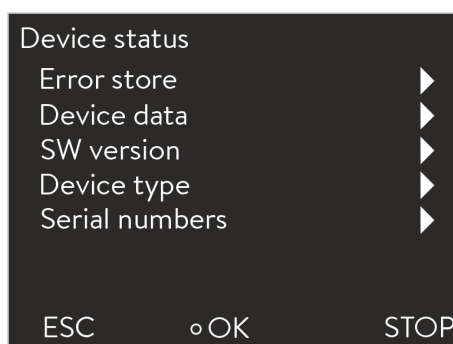 Device status
Error store
Device data
SW version
Device type
Serial numbers
ESC ○ OK STOP